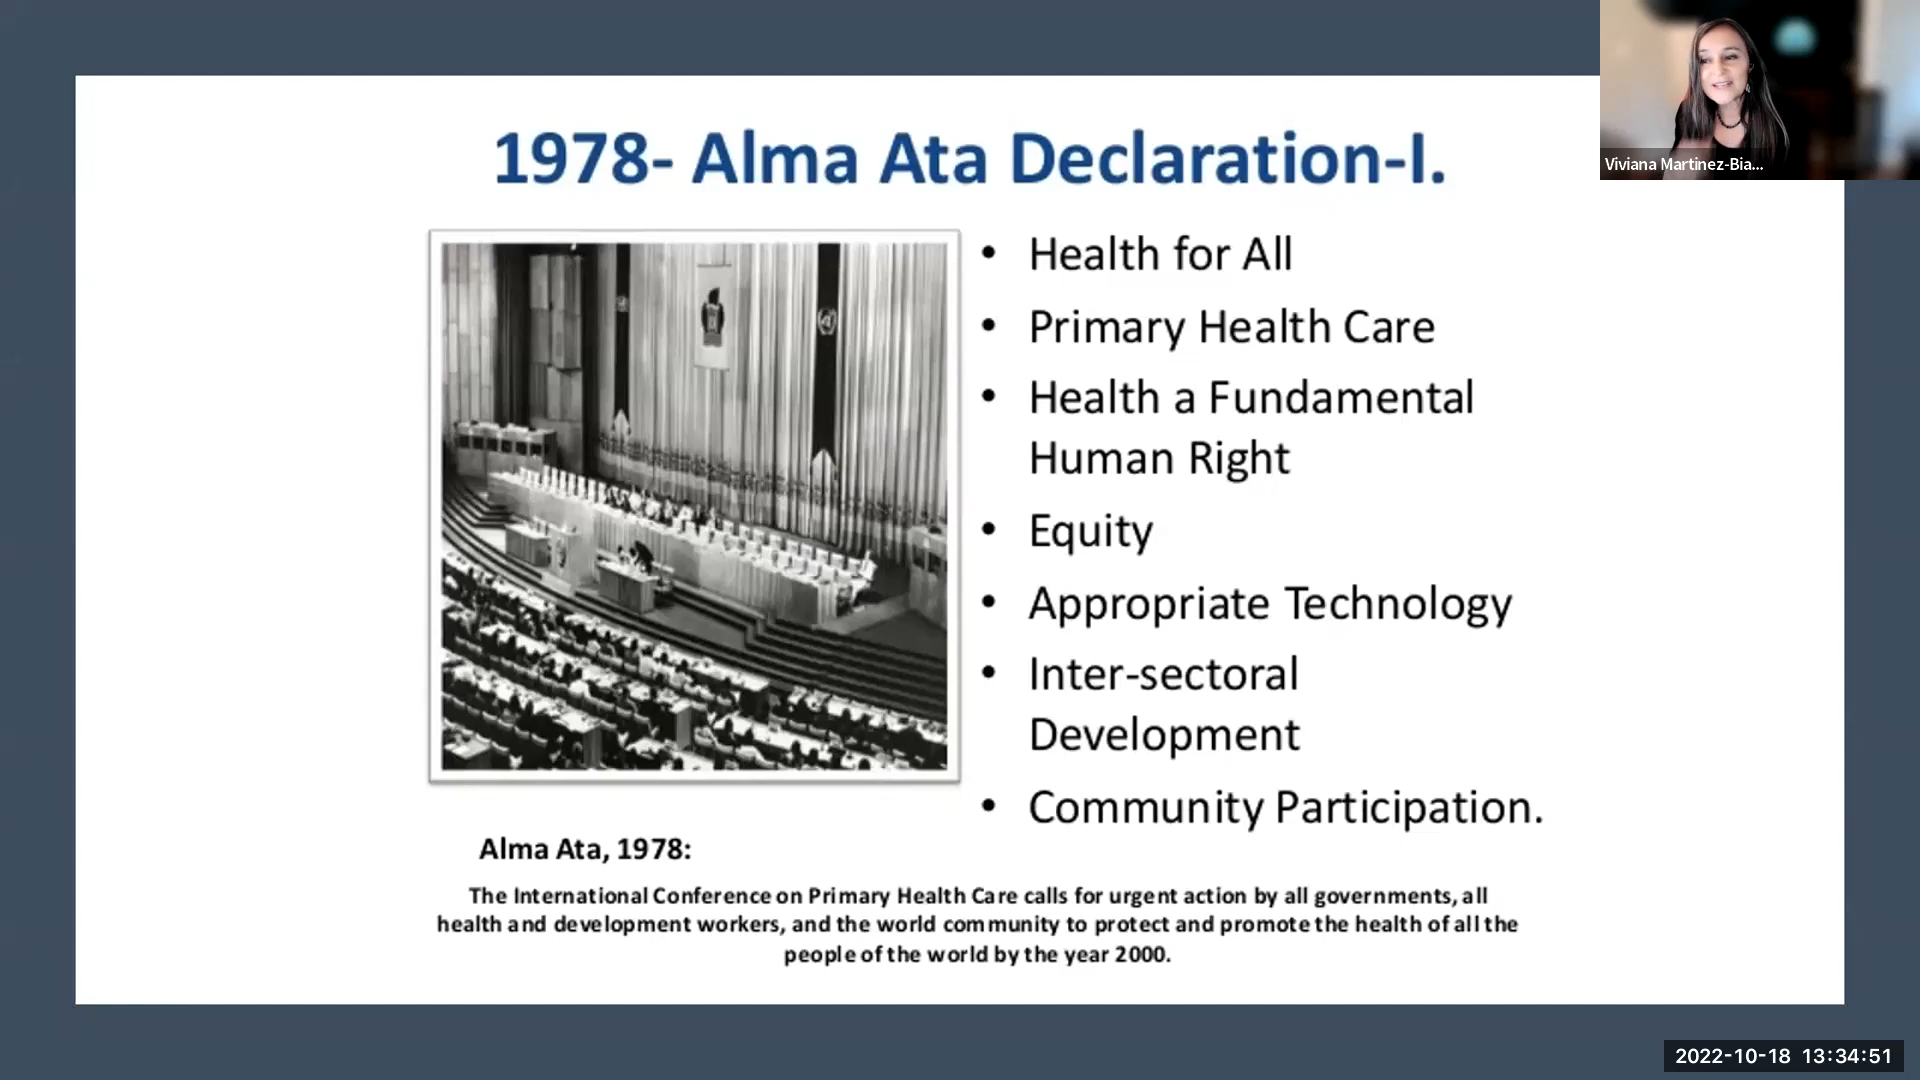 1978- Alma Ata Declaration-I.
Viviana Martinez-Bia...
• Health for All
• Primary Health Care
• Health a Fundamental
Human Right
• Equity
• Appropriate Technology
• Inter-sectoral
Development
• Community Participation.
Alma Ata, 1978:
The International Conference on Primary Health Care calls for urgent action by all governments, all
health and development workers, and the world community to protect and promote the health of all the
people of the world by the year 2000.
2022-10-18 13:34:51